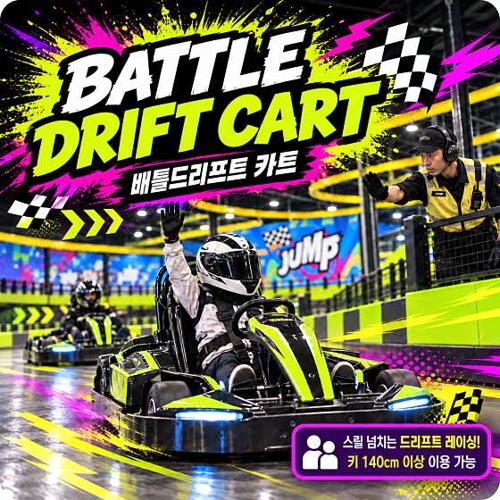 BATTLE
DRIFT CART
배틀드리프트 카트
JUMP
스릴 넘치는 드리프트 레이싱!
키 140cm 이상 이용 가능